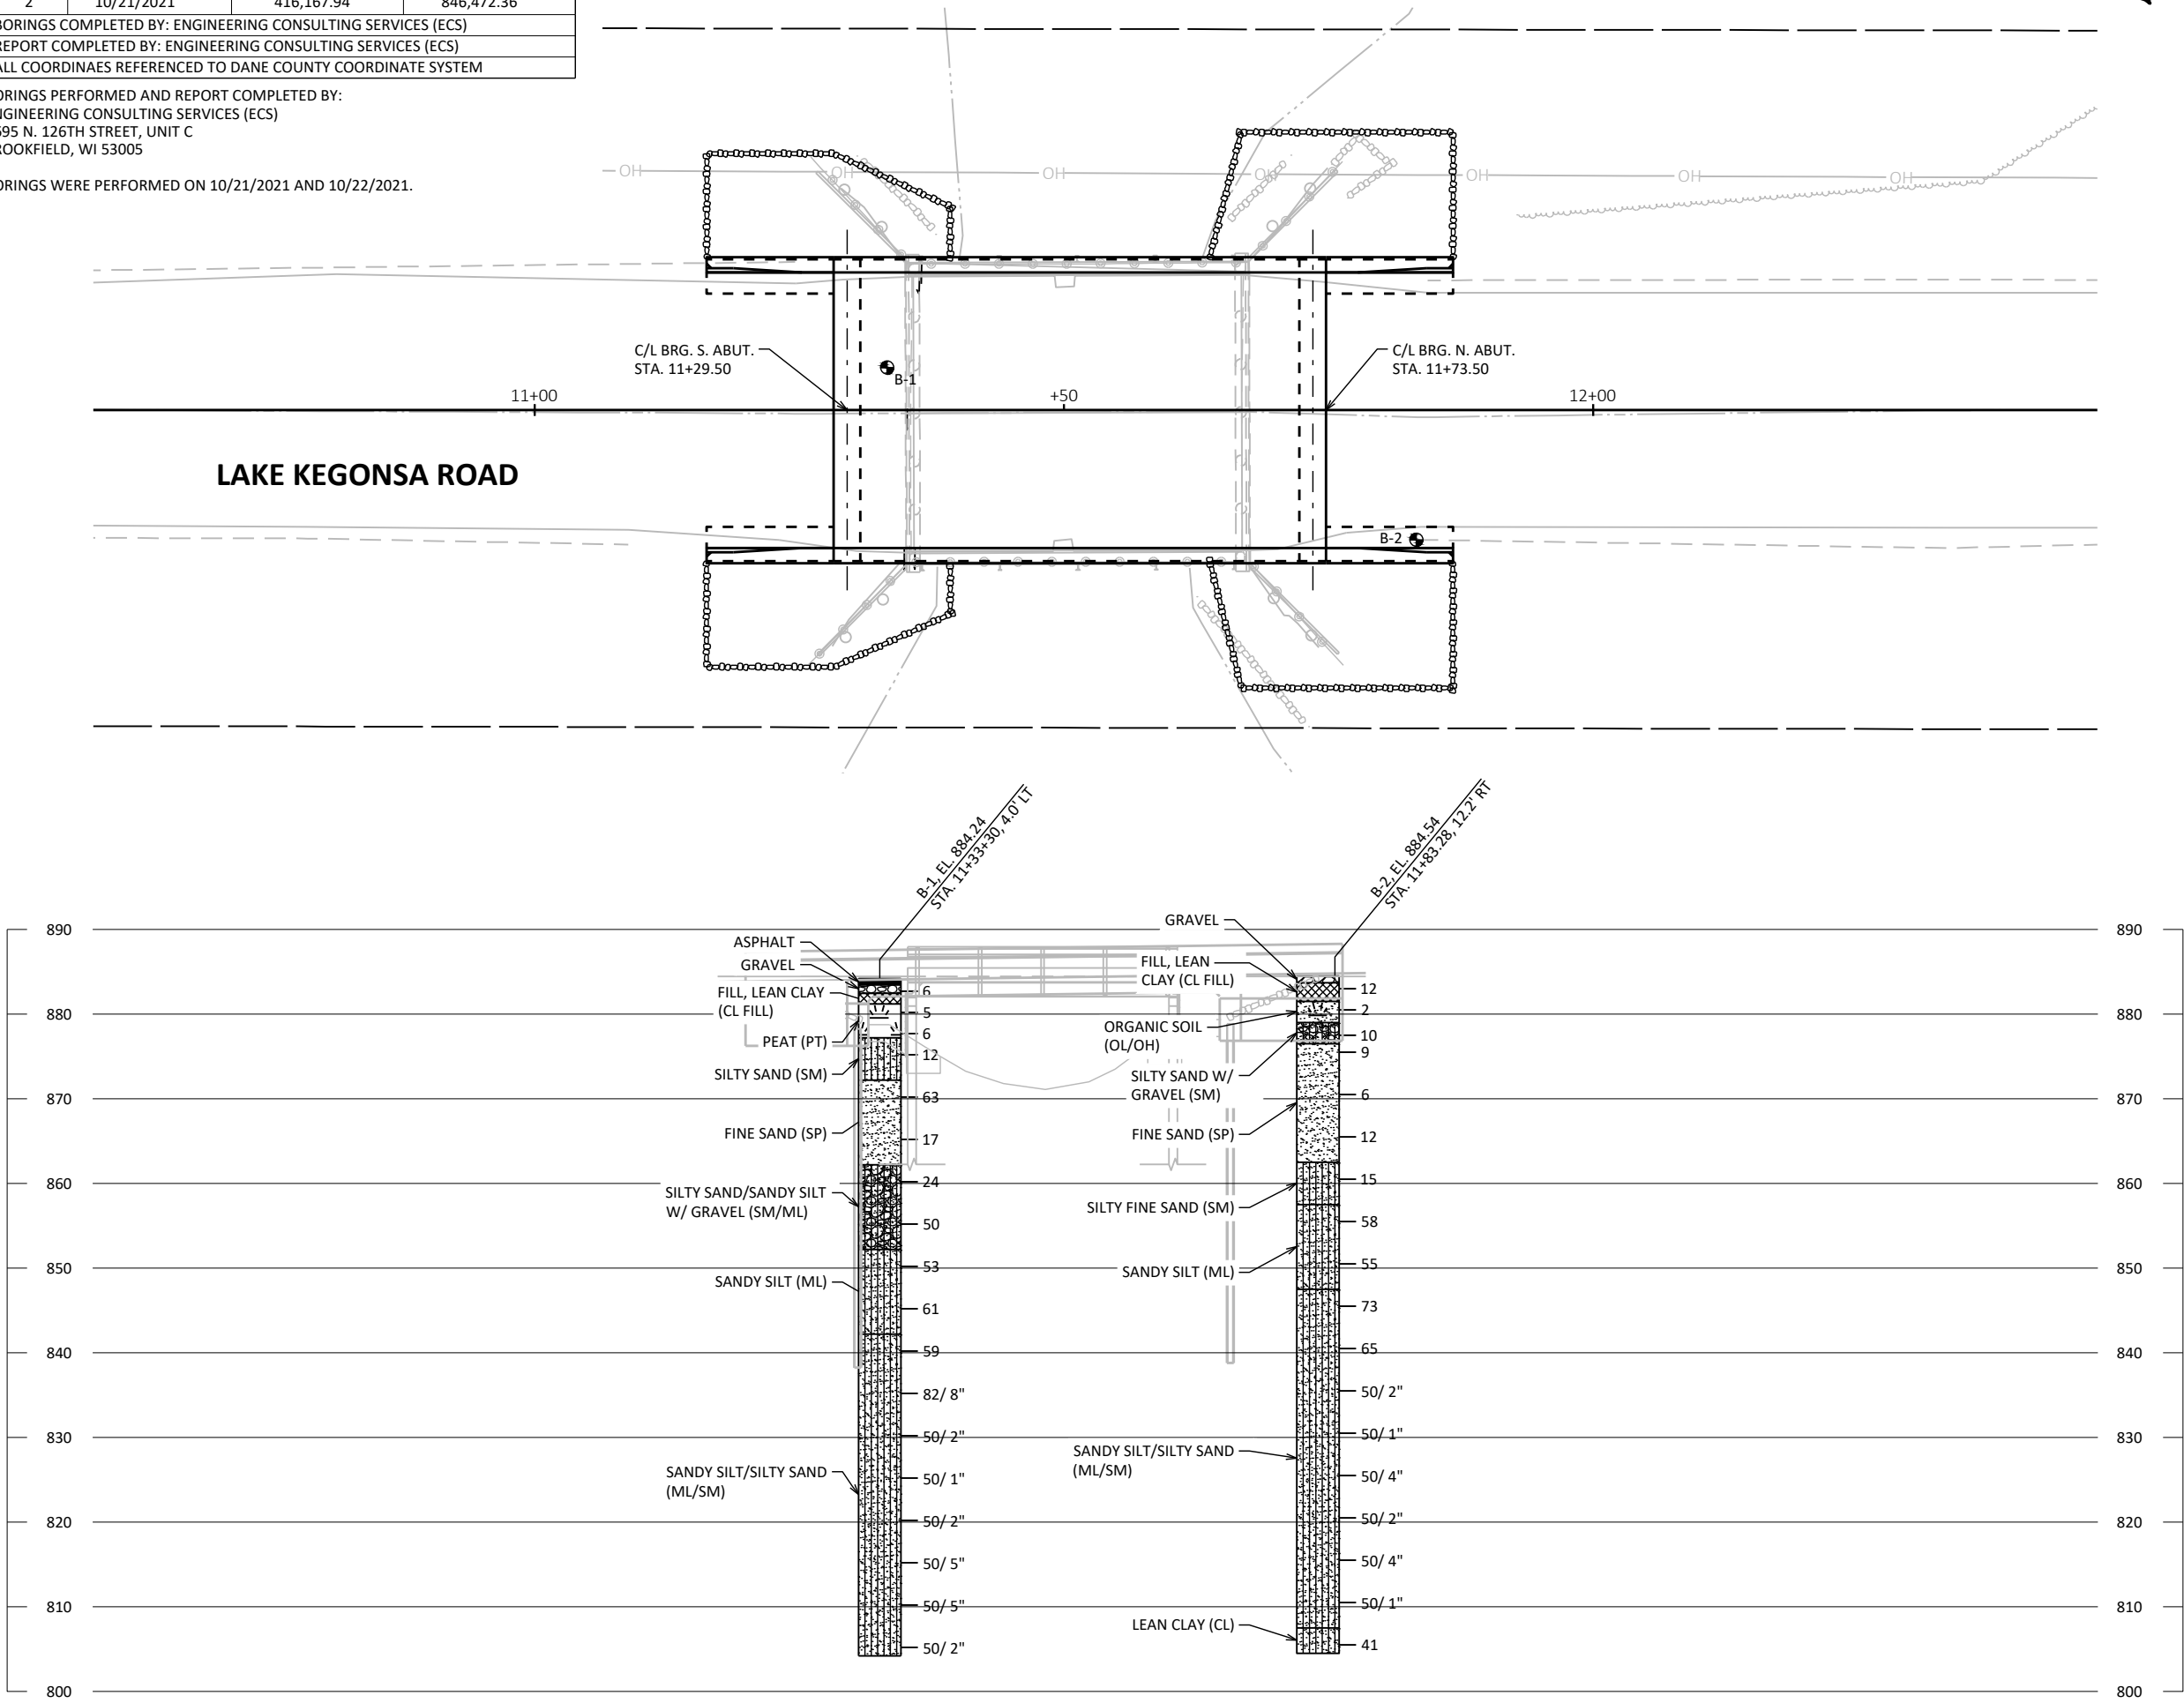 2 10/21/2021 416,167.94 846,472.36
BORINGS COMPLETED BY: ENGINEERING CONSULTING SERVICES (ECS)
REPORT COMPLETED BY: ENGINEERING CONSULTING SERVICES (ECS)
ALL COORDINAES REFERENCED TO DANE COUNTY COORDINATE SYSTEM
ORINGS PERFORMED AND REPORT COMPLETED BY:
NGINEERING CONSULTING SERVICES (ECS)
695 N. 126TH STREET, UNIT C
ROOKFIELD, WI 53005
ORINGS WERE PERFORMED ON 10/21/2021 AND 10/22/2021.
OH OH OH OH OH OH OH
C/L BRG. S. ABUT.
STA. 11+29.50
B-1
C/L BRG. N. ABUT.
STA. 11+73.50
11+00 +50 12+00
LAKE KEGONSA ROAD
B-2
B-1, EL. 884.24
STA. 11+33+30, 4.0' LT
B-2, EL. 884.54
STA. 11+83.28, 12.2' RT
890
880
870
860
850
840
830
820
810
800
ASPHALT
GRAVEL
FILL, LEAN CLAY
(CL FILL)
PEAT (PT)
SILTY SAND (SM)
FINE SAND (SP)
SILTY SAND/SANDY SILT
W/ GRAVEL (SM/ML)
SANDY SILT (ML)
SANDY SILT/SILTY SAND
(ML/SM)
6
5
6
12
63
17
24
50
53
61
59
82/ 8"
50/ 2"
50/ 1"
50/ 2"
50/ 5"
50/ 5"
50/ 2"
GRAVEL
FILL, LEAN
CLAY (CL FILL)
ORGANIC SOIL
(OL/OH)
SILTY SAND W/
GRAVEL (SM)
FINE SAND (SP)
SILTY FINE SAND (SM)
SANDY SILT (ML)
SANDY SILT/SILTY SAND
(ML/SM)
LEAN CLAY (CL)
12
2
10
9
6
12
15
58
55
73
65
50/ 2"
50/ 1"
50/ 4"
50/ 2"
50/ 4"
50/ 1"
41
890
880
870
860
850
840
830
820
810
800